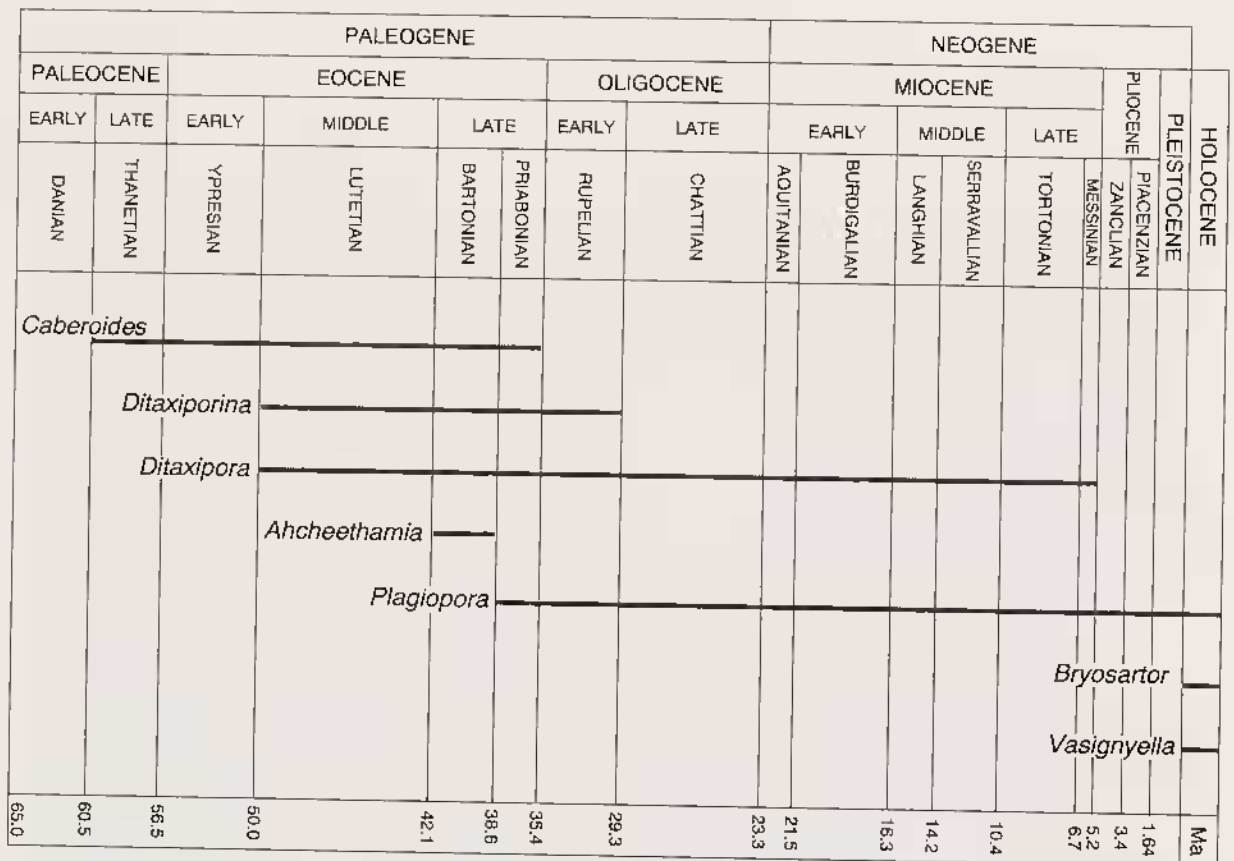 PALEOGENE
NEOGENE
PALEOCENE
EOCENE
OLIGOCENE
MIOCENE
PLIOCENE
PLEISTOCENE
HOLOCENE
EARLY
LATE
EARLY
MIDDLE
LATE
EARLY
LATE
EARLY
MIDDLE
LATE
DANIAN
THANETIAN
YPRESIAN
LUTETIAN
BARTONIAN
PRIABONIAN
RUPELIAN
CHATTIAN
AQUITANIAN
BURDIGALIAN
LANGHIAN
SERRAVALLIAN
TORTONIAN
MESSINIAN
ZANCLIAN
PIACENZIAN
Caberoides
Ditaxiporina
Ditaxipora
Ahcheethamia
Plagiopora
Bryosartor
Vasignyella
65.0
60.5
56.5
50.0
42.1
38.6
35.4
29.3
23.3
21.5
16.3
14.2
10.4
6.7
5.2
3.4
1.64
Ma